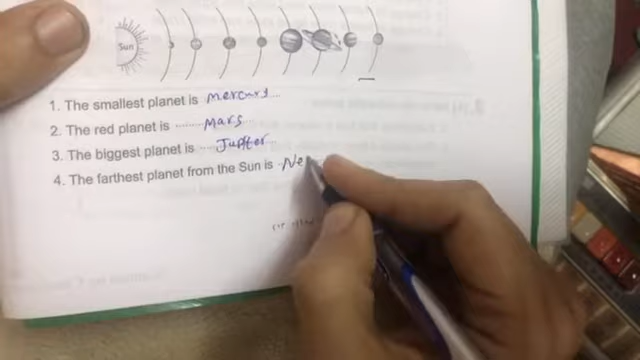 Sun
1. The smallest planet is mercury
2. The red planet is Mars
3. The biggest planet is Jupiter
4. The farthest planet from the Sun is Ne